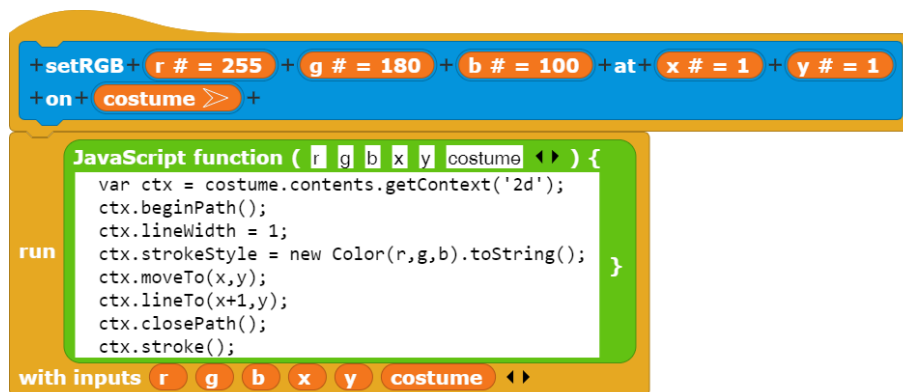 +setRGB+ r # = 255 + g # = 180 + b # = 100 +at+ x # = 1 + y # = 1
+on+ costume +
JavaScript function ( r g b x y costume ) {
var ctx = costume.contents.getContext('2d');
ctx.beginPath();
ctx.lineWidth = 1;
ctx.strokeStyle = new Color(r,g,b).toString();
ctx.moveTo(x,y);
ctx.lineTo(x+1,y);
ctx.closePath();
ctx.stroke();
run }
with inputs r g b x y costume